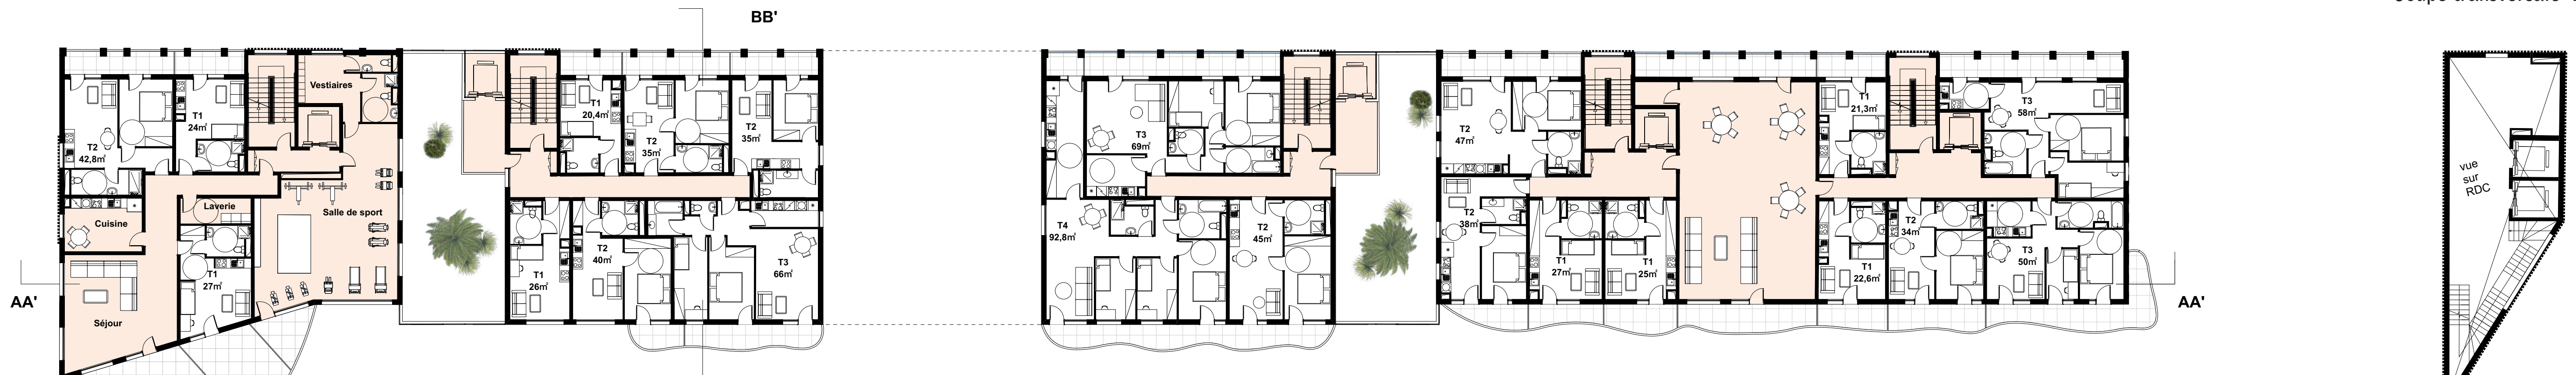 BB'
Vestiaires
T1
24㎡
T2
42,8㎡
Cuisine
Laverie
Salle de sport
T1
27㎡
Séjour
AA'
T1
20,4㎡
T2
35㎡
T2
35㎡
T1
26㎡
T2
40㎡
T3
66㎡
T3
69㎡
T4
92,8㎡
T2
45㎡
T2
47㎡
T2
38㎡
T1
27㎡
T1
25㎡
T1
21,3㎡
T3
58㎡
T1
22,6㎡
T2
34㎡
T3
50㎡
AA'
vue
sur
RDC